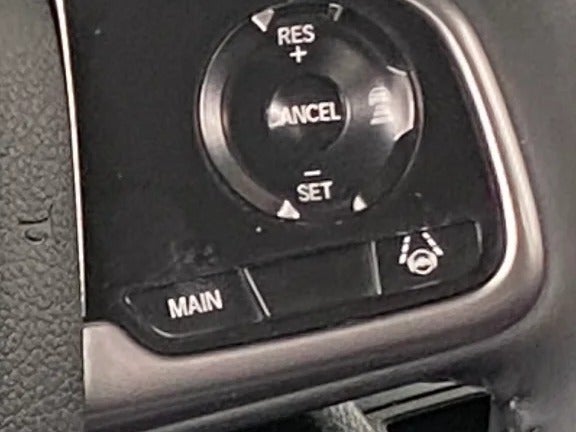 RES
+
CANCEL
−
SET
MAIN